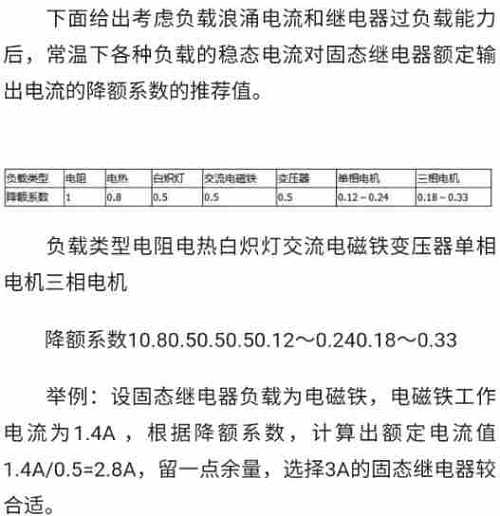 下面给出考虑负载浪涌电流和继电器过负载能力
后，常温下各种负载的稳态电流对固态继电器额定输
出电流的降额系数的推荐值。
负载类型 电阻 电热 白炽灯 交流电磁铁 变压器 单相电机 三相电机
降额系数 1 0.8 0.5 0.5 0.5 0.12－0.24 0.18－0.33
负载类型电阻电热白炽灯交流电磁铁变压器单相
电机三相电机
降额系数10.80.50.50.50.12～0.240.18～0.33
举例：设固态继电器负载为电磁铁，电磁铁工作
电流为1.4A ，根据降额系数，计算出额定电流值
1.4A/0.5=2.8A，留一点余量，选择3A的固态继电器较
合适。